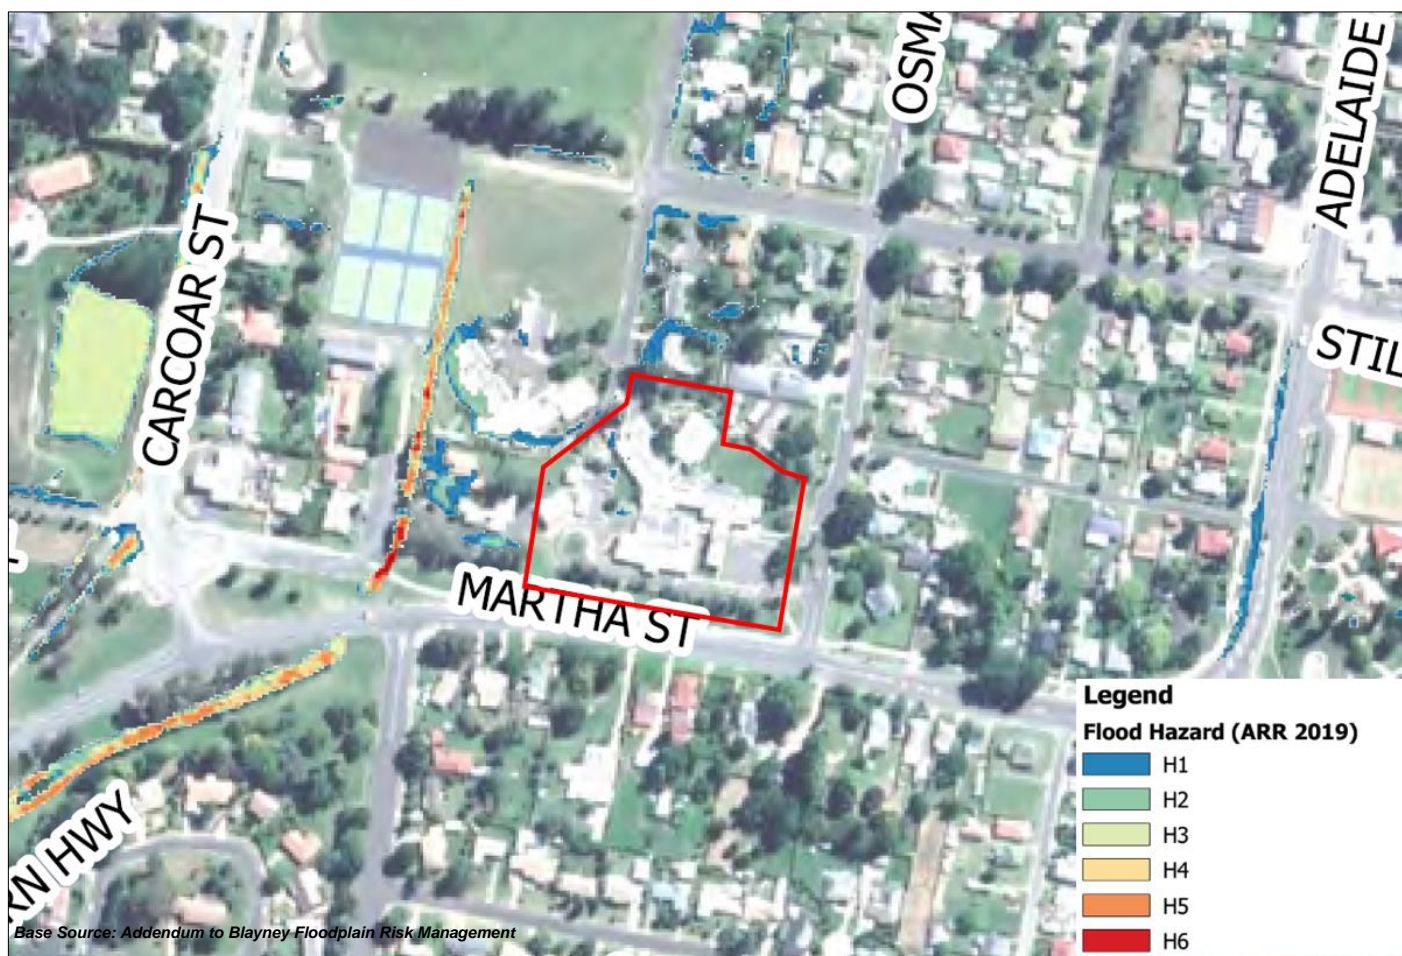 OSMA
ADELAIDE
CARCOAR ST
STIL
MARTHA ST
RN HWY
Legend
Flood Hazard (ARR 2019)
H1
H2
H3
H4
H5
H6
Base Source: Addendum to Blayney Floodplain Risk Management